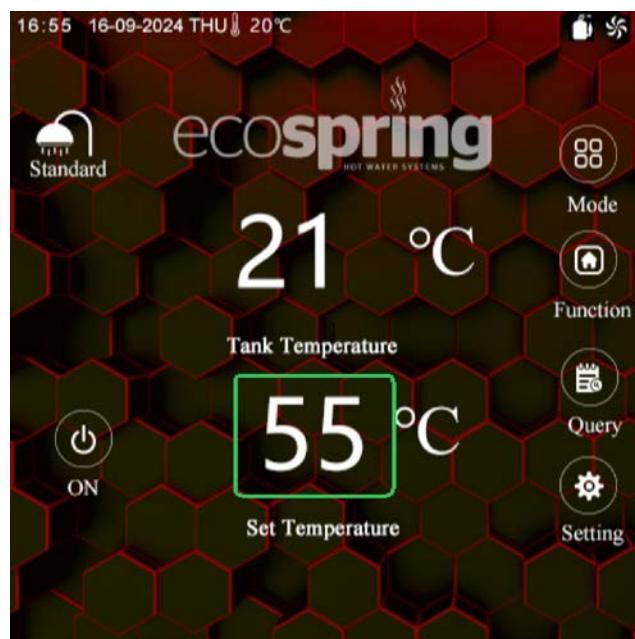 16:55 16-09-2024 THU 20℃
Standard
ecospring
HOT WATER SYSTEMS
Mode
21 °C
Function
Tank Temperature
55 °C
Query
ON
Set Temperature
Setting